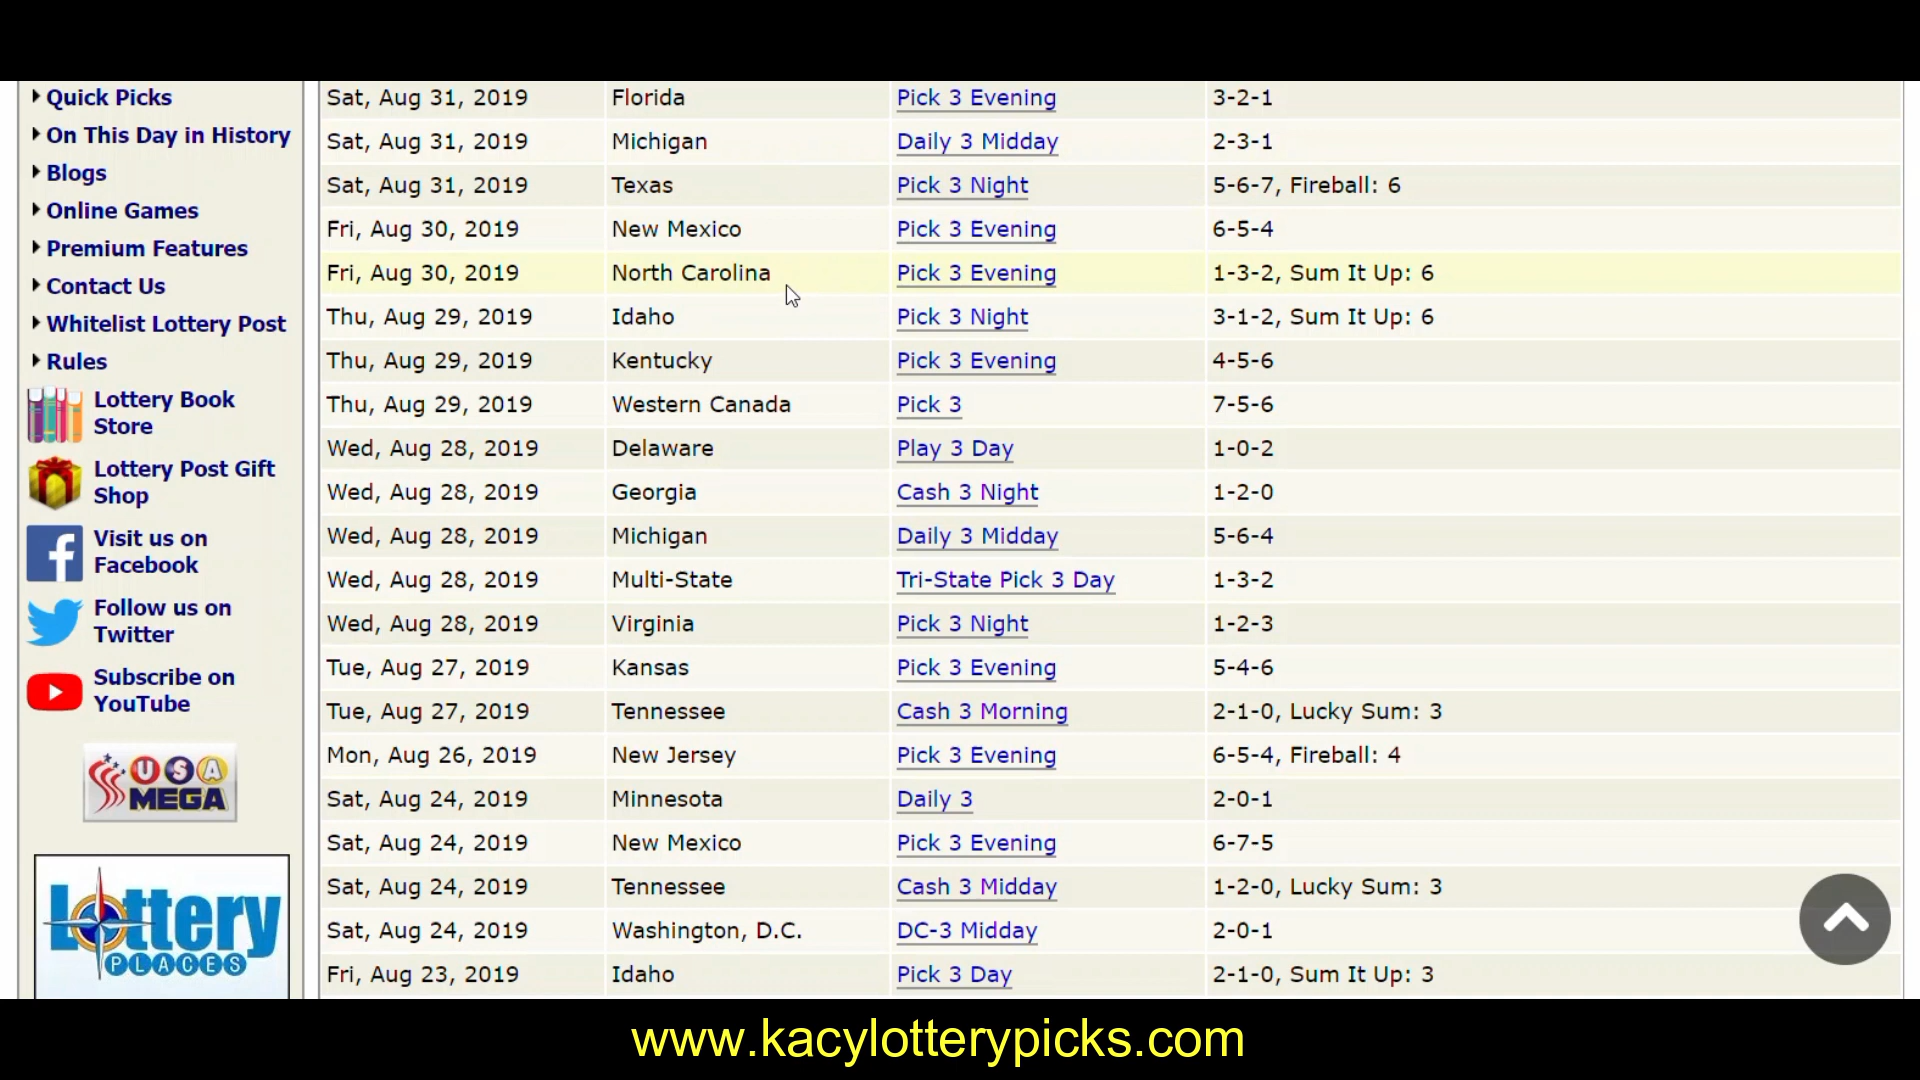 Quick Picks
On This Day in History
Blogs
Online Games
Premium Features
Contact Us
Whitelist Lottery Post
Rules
Lottery Book
Store
Lottery Post Gift
Shop
Visit us on
Facebook
Follow us on
Twitter
Subscribe on
YouTube
USA
MEGA
Lottery
PLACES
Sat, Aug 31, 2019 Florida Pick 3 Evening 3-2-1
Sat, Aug 31, 2019 Michigan Daily 3 Midday 2-3-1
Sat, Aug 31, 2019 Texas Pick 3 Night 5-6-7, Fireball: 6
Fri, Aug 30, 2019 New Mexico Pick 3 Evening 6-5-4
Fri, Aug 30, 2019 North Carolina Pick 3 Evening 1-3-2, Sum It Up: 6
Thu, Aug 29, 2019 Idaho Pick 3 Night 3-1-2, Sum It Up: 6
Thu, Aug 29, 2019 Kentucky Pick 3 Evening 4-5-6
Thu, Aug 29, 2019 Western Canada Pick 3 7-5-6
Wed, Aug 28, 2019 Delaware Play 3 Day 1-0-2
Wed, Aug 28, 2019 Georgia Cash 3 Night 1-2-0
Wed, Aug 28, 2019 Michigan Daily 3 Midday 5-6-4
Wed, Aug 28, 2019 Multi-State Tri-State Pick 3 Day 1-3-2
Wed, Aug 28, 2019 Virginia Pick 3 Night 1-2-3
Tue, Aug 27, 2019 Kansas Pick 3 Evening 5-4-6
Tue, Aug 27, 2019 Tennessee Cash 3 Morning 2-1-0, Lucky Sum: 3
Mon, Aug 26, 2019 New Jersey Pick 3 Evening 6-5-4, Fireball: 4
Sat, Aug 24, 2019 Minnesota Daily 3 2-0-1
Sat, Aug 24, 2019 New Mexico Pick 3 Evening 6-7-5
Sat, Aug 24, 2019 Tennessee Cash 3 Midday 1-2-0, Lucky Sum: 3
Sat, Aug 24, 2019 Washington, D.C. DC-3 Midday 2-0-1
Fri, Aug 23, 2019 Idaho Pick 3 Day 2-1-0, Sum It Up: 3
www.kacylotterypicks.com